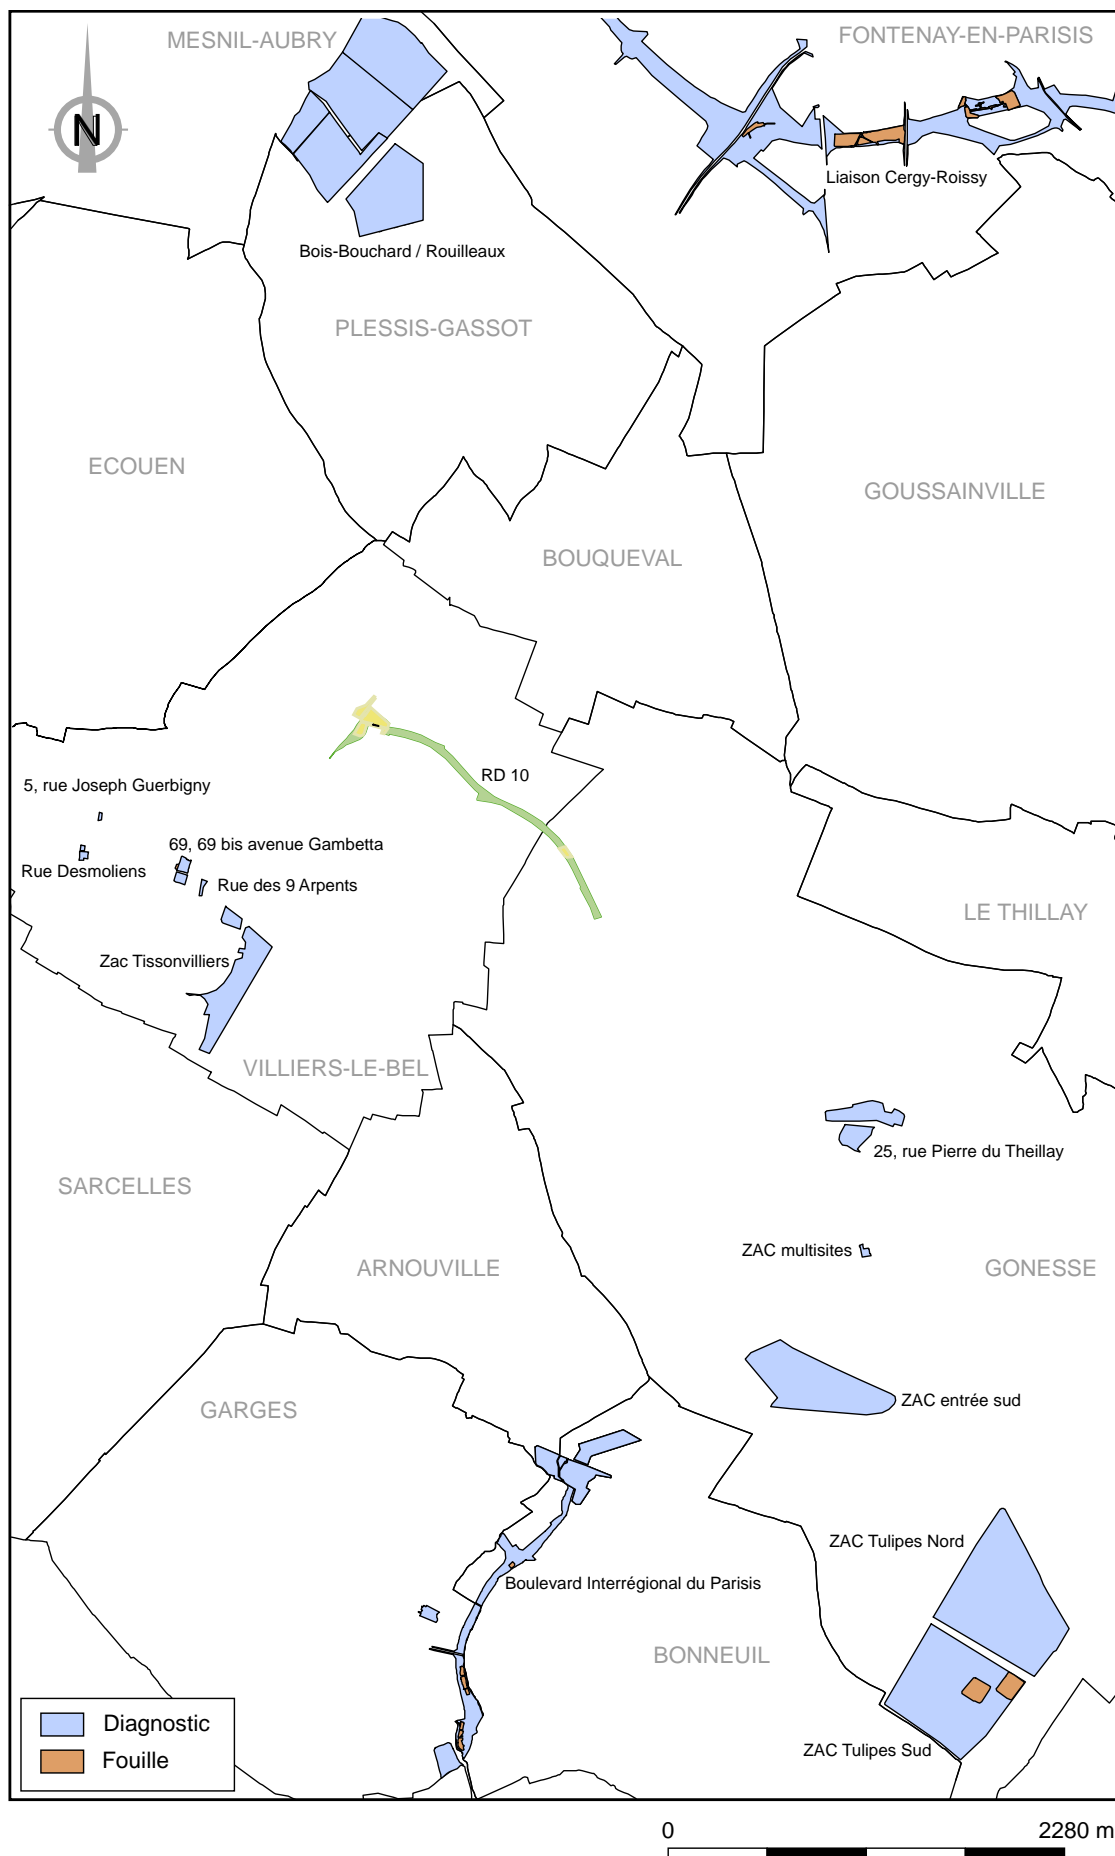 MESNIL-AUBRY
FONTENAY-EN-PARISIS
N
Liaison Cergy-Roissy
Bois-Bouchard / Rouilleaux
PLESSIS-GASSOT
ECOUEN
GOUSSAINVILLE
BOUQUEVAL
RD 10
5, rue Joseph Guerbigny
69, 69 bis avenue Gambetta
Rue Desmoliens
Rue des 9 Arpents
LE THILLAY
Zac Tissonvilliers
VILLIERS-LE-BEL
25, rue Pierre du Theillay
SARCELLES
ZAC multisites
ARNOUVILLE
GONESSE
ZAC entrée sud
GARGES
ZAC Tulipes Nord
Boulevard Interrégional du Parisis
BONNEUIL
Diagnostic
ZAC Tulipes Sud
Fouille
0
2280 m